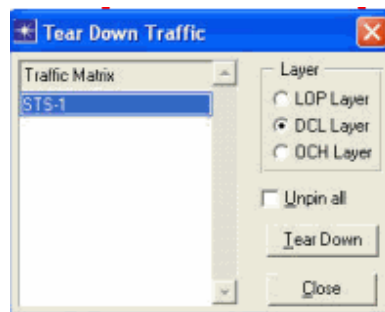 Tear Down Traffic
Traffic Matrix
STS-1
Layer
LOP Layer
DCL Layer
OCH Layer
Unpin all
Tear Down
Close